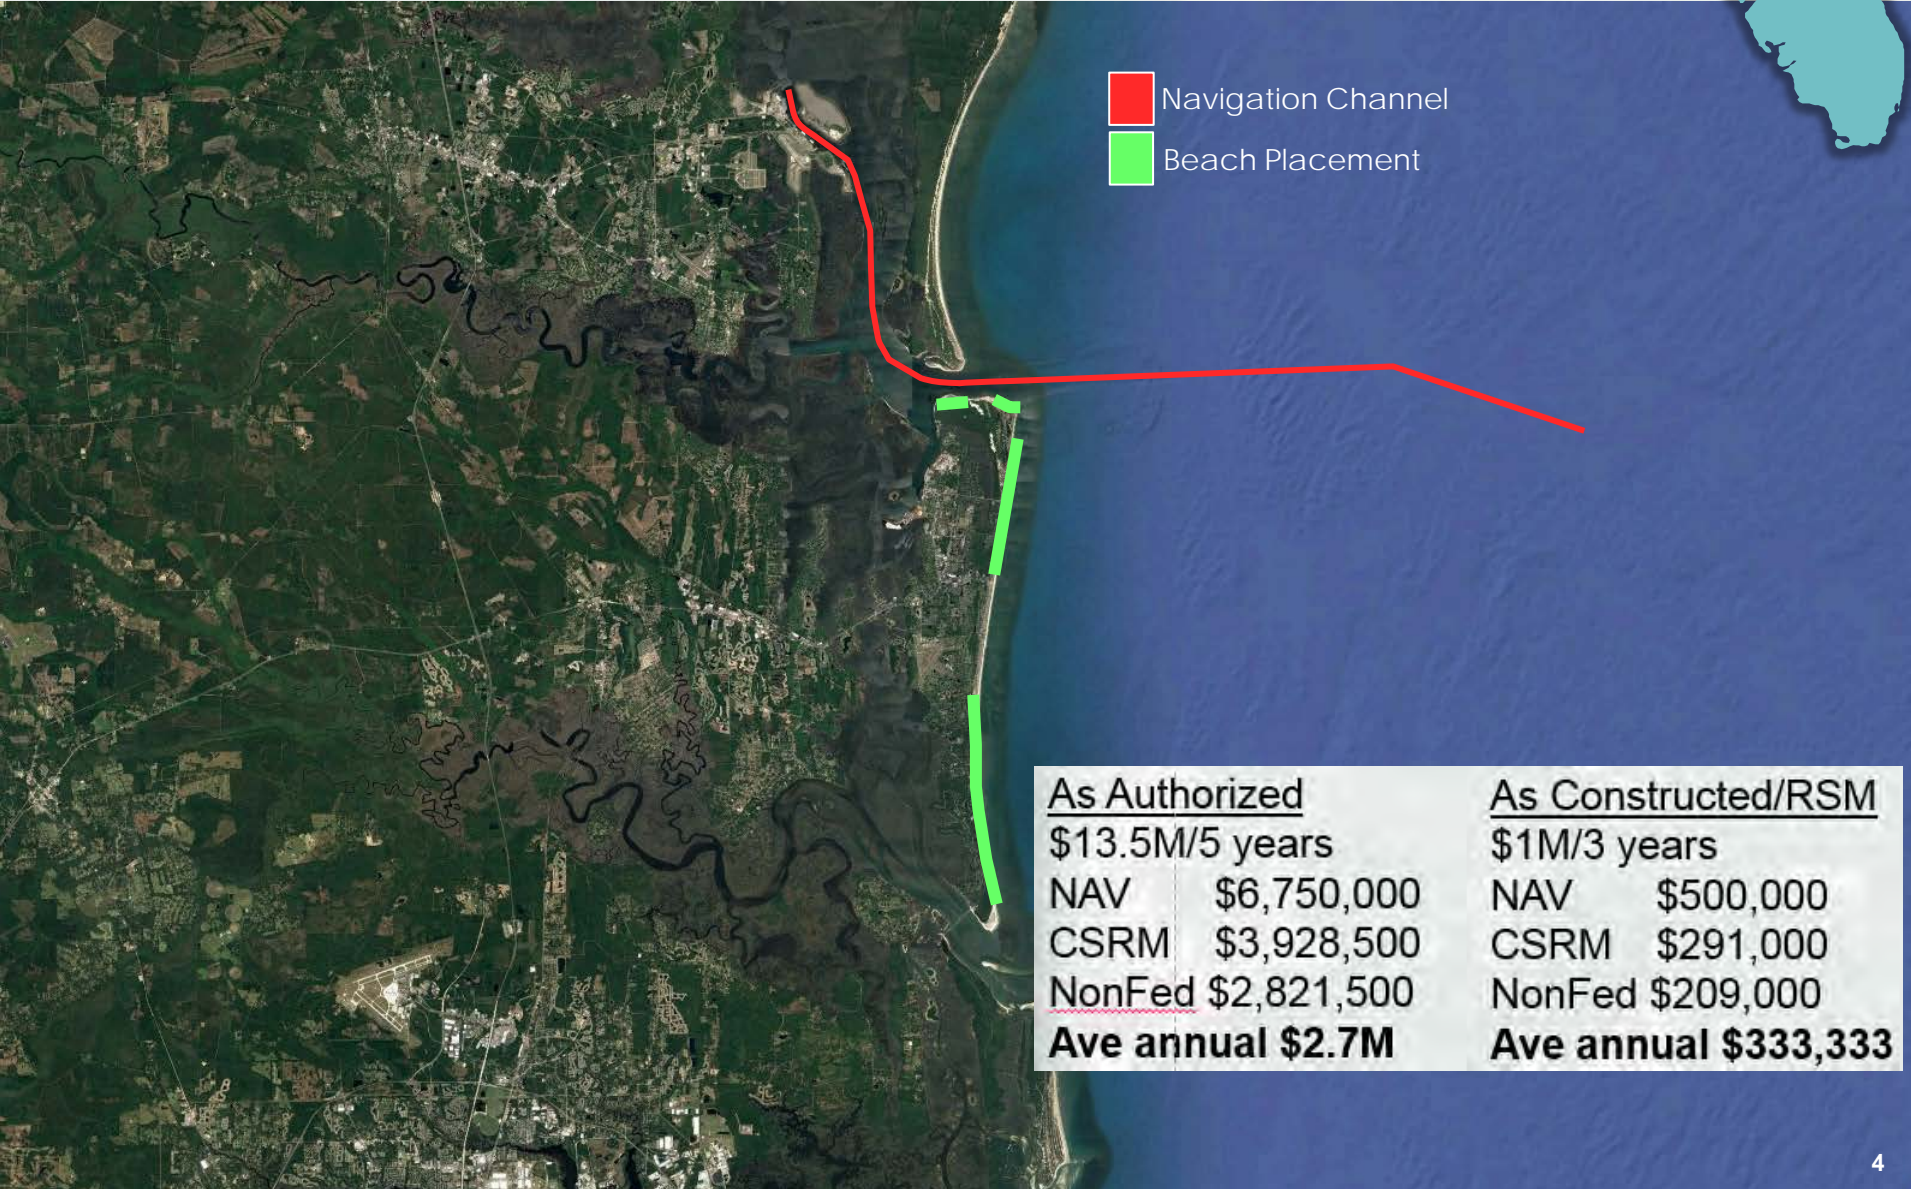 Navigation Channel
Beach Placement
As Authorized
$13.5M/5 years
NAV $6,750,000
CSRM $3,928,500
NonFed $2,821,500
Ave annual $2.7M
As Constructed/RSM
$1M/3 years
NAV $500,000
CSRM $291,000
NonFed $209,000
Ave annual $333,333
4